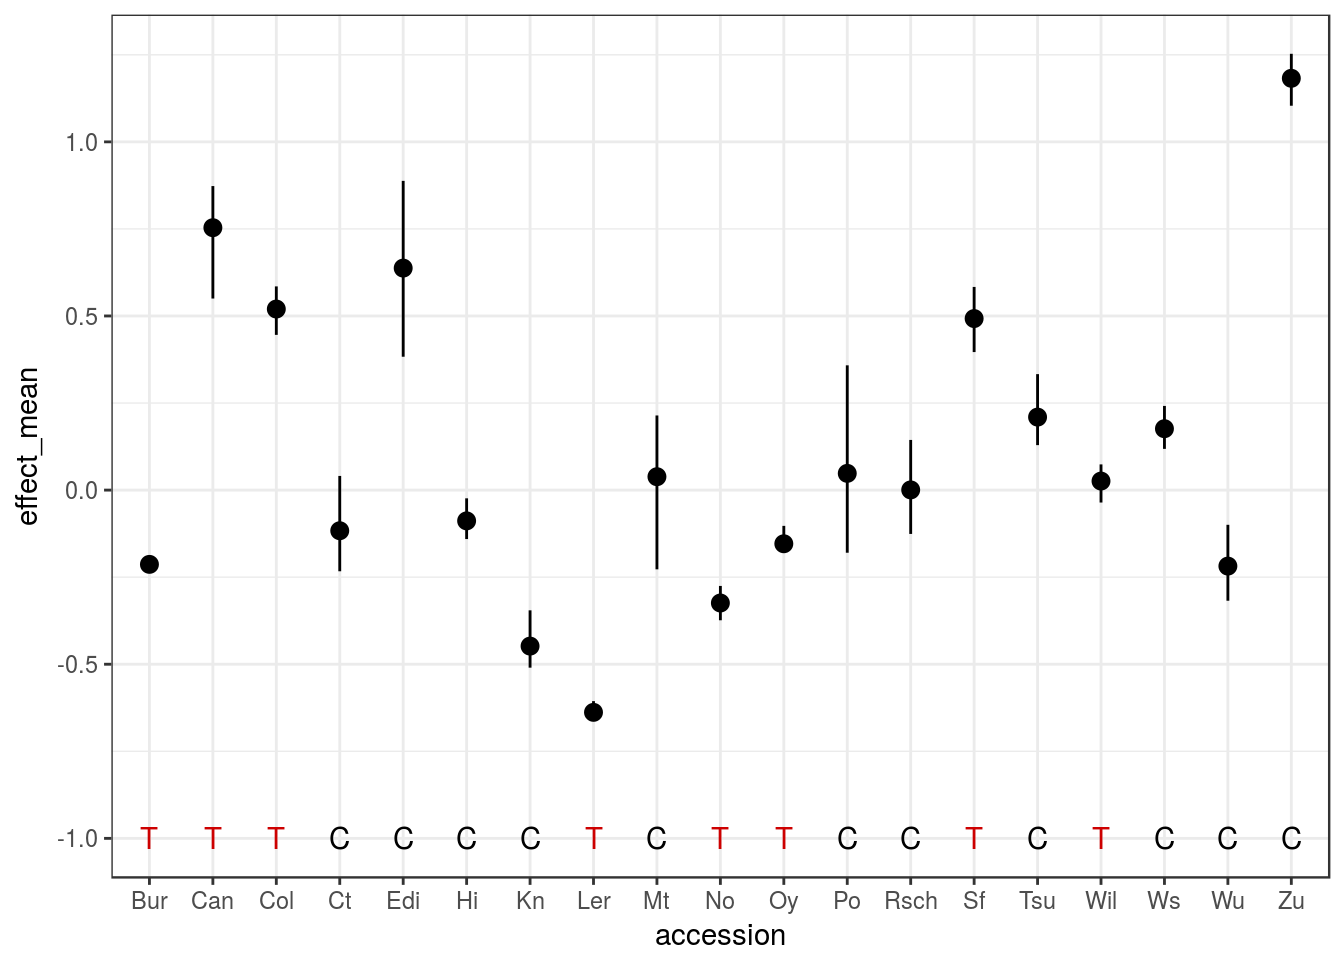 1.0
0.5
0.0
-0.5
-1.0
effect_mean
T T T C C C C T C T T C C T C T C C C
Bur Can Col Ct Edi Hi Kn Ler Mt No Oy Po Rsch Sf Tsu Wil Ws Wu Zu
accession